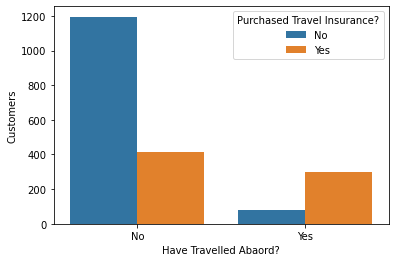 1200
1000
800
600
400
200
0
Customers
Purchased Travel Insurance?
No
Yes
No
Yes
Have Travelled Abaord?